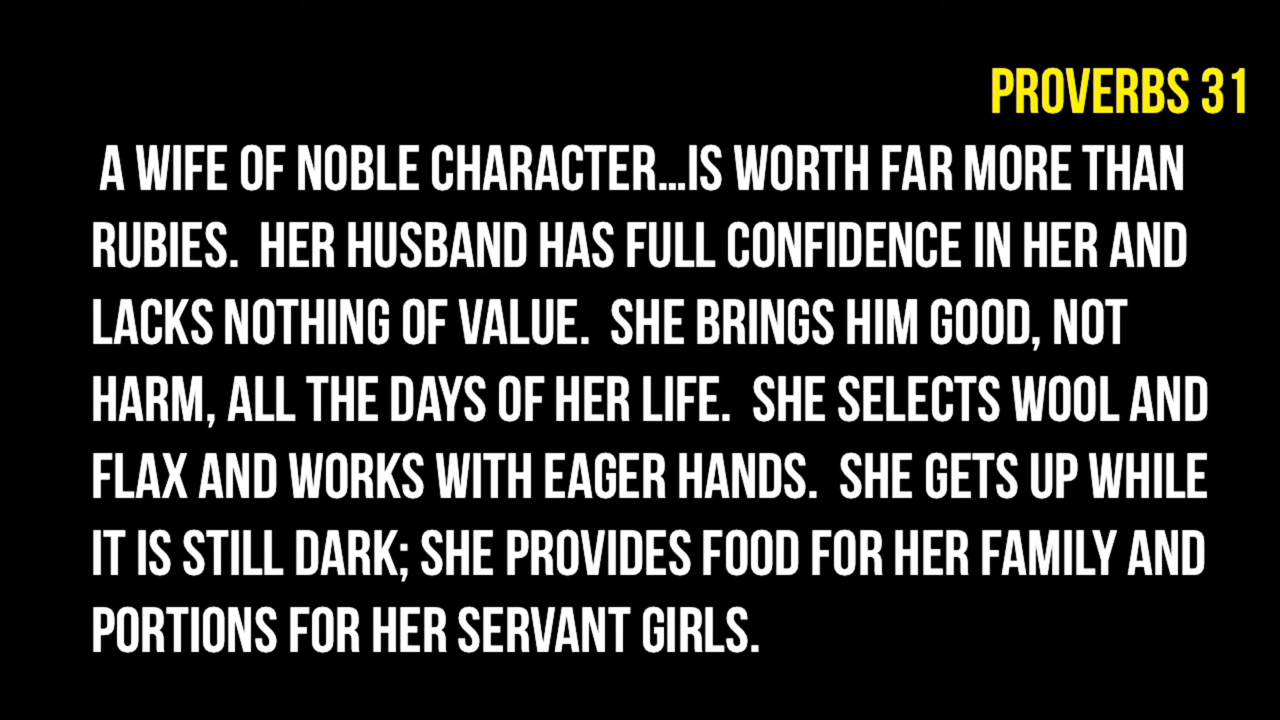 PROVERBS 31
A WIFE OF NOBLE CHARACTER...IS WORTH FAR MORE THAN
RUBIES. HER HUSBAND HAS FULL CONFIDENCE IN HER AND
LACKS NOTHING OF VALUE. SHE BRINGS HIM GOOD, NOT
HARM, ALL THE DAYS OF HER LIFE. SHE SELECTS WOOL AND
FLAX AND WORKS WITH EAGER HANDS. SHE GETS UP WHILE
IT IS STILL DARK; SHE PROVIDES FOOD FOR HER FAMILY AND
PORTIONS FOR HER SERVANT GIRLS.